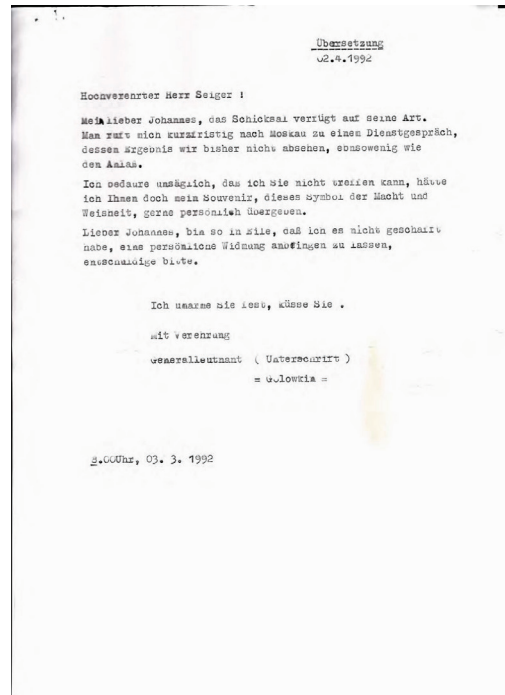 Übersetzung
02.4.1992
Hochverehrter Herr Seiger !
Mein lieber Johannes, das Schicksal verfügt auf seine Art.
Man ruft mich kurzfristig nach Moskau zu einem Dienstgespräch,
dessen Ergebnis wir bisher nicht absehen, ebnsowenig wie
den Anlas.
Ich bedaure unsäglich, das ich Sie nicht treffen kann, hätte
ich Ihnen doch mein Souvenir, dieses Symbol der Macht und
Weisheit, gerne persönlich übergeben.
Lieber Johannes, bin so in Eile, daß ich es nicht geschafft
habe, eine persönliche Widmung anbringen zu lassen,
entschuldige bitte.
Ich umarme Sie fest, küsse Sie .
Mit Verehrung
Generalleutnant ( Unterschrift )
= Golowkin =
8.00Uhr, 03. 3. 1992